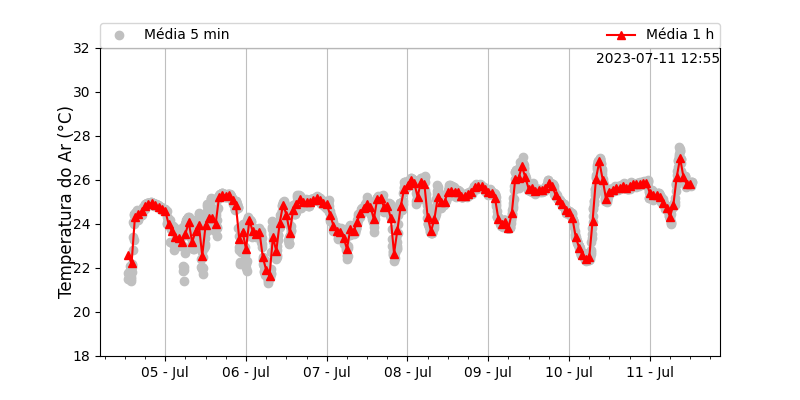 Média 5 min
Média 1 h
2023-07-11 12:55
Temperatura do Ar (°C)
32
30
28
26
24
22
20
18
05 - Jul
06 - Jul
07 - Jul
08 - Jul
09 - Jul
10 - Jul
11 - Jul